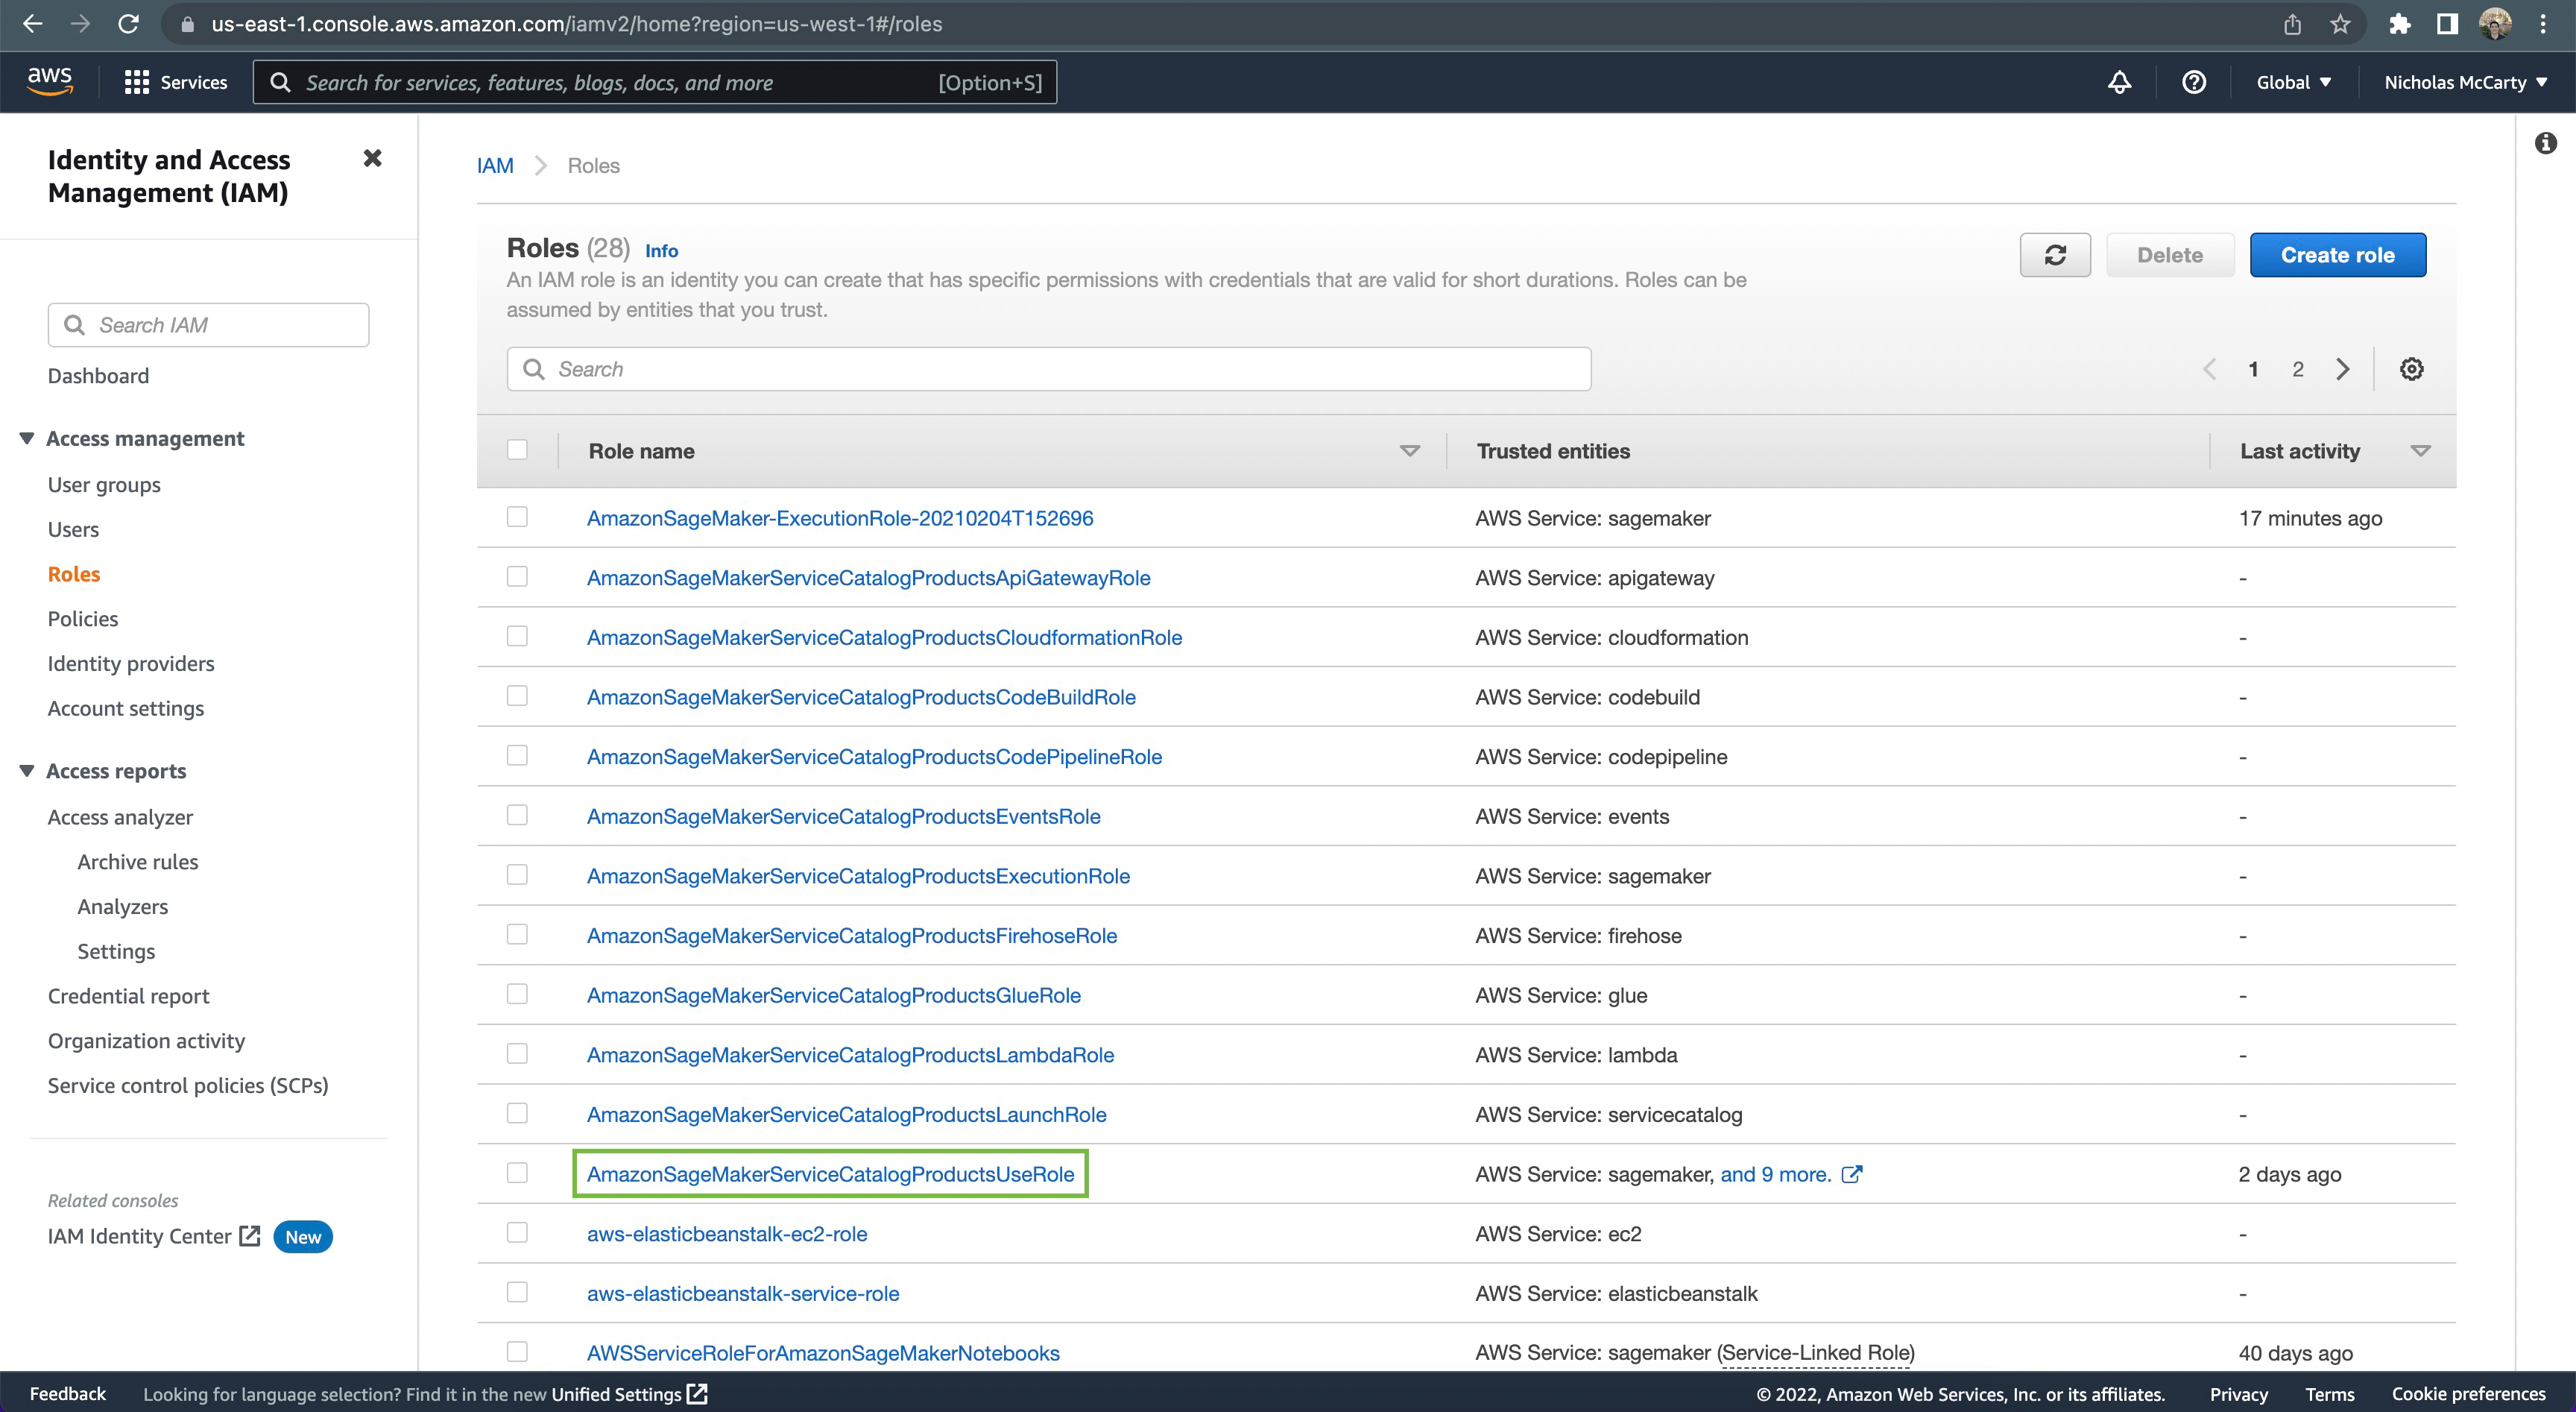 us-east-1.console.aws.amazon.com/iamv2/home?region=us-west-1#/roles
aws
Services
Search for services, features, blogs, docs, and more
[Option+S]
Global
Nicholas McCarty
Identity and Access
Management (IAM)
Search IAM
Dashboard
Access management
User groups
Users
Roles
Policies
Identity providers
Account settings
Access reports
Access analyzer
Archive rules
Analyzers
Settings
Credential report
Organization activity
Service control policies (SCPs)
Related consoles
IAM Identity Center New
IAM > Roles
Roles (28) Info
An IAM role is an identity you can create that has specific permissions with credentials that are valid for short durations. Roles can be
assumed by entities that you trust.
Delete
Create role
Search
1 2
Role name Trusted entities Last activity
AmazonSageMaker-ExecutionRole-20210204T152696 AWS Service: sagemaker 17 minutes ago
AmazonSageMakerServiceCatalogProductsApiGatewayRole AWS Service: apigateway -
AmazonSageMakerServiceCatalogProductsCloudformationRole AWS Service: cloudformation -
AmazonSageMakerServiceCatalogProductsCodeBuildRole AWS Service: codebuild -
AmazonSageMakerServiceCatalogProductsCodePipelineRole AWS Service: codepipeline -
AmazonSageMakerServiceCatalogProductsEventsRole AWS Service: events -
AmazonSageMakerServiceCatalogProductsExecutionRole AWS Service: sagemaker -
AmazonSageMakerServiceCatalogProductsFirehoseRole AWS Service: firehose -
AmazonSageMakerServiceCatalogProductsGlueRole AWS Service: glue -
AmazonSageMakerServiceCatalogProductsLambdaRole AWS Service: lambda -
AmazonSageMakerServiceCatalogProductsLaunchRole AWS Service: servicecatalog -
AmazonSageMakerServiceCatalogProductsUseRole AWS Service: sagemaker, and 9 more. 2 days ago
aws-elasticbeanstalk-ec2-role AWS Service: ec2 -
aws-elasticbeanstalk-service-role AWS Service: elasticbeanstalk -
AWSServiceRoleForAmazonSageMakerNotebooks AWS Service: sagemaker (Service-Linked Role) 40 days ago
Feedback Looking for language selection? Find it in the new Unified Settings © 2022, Amazon Web Services, Inc. or its affiliates. Privacy Terms Cookie preferences